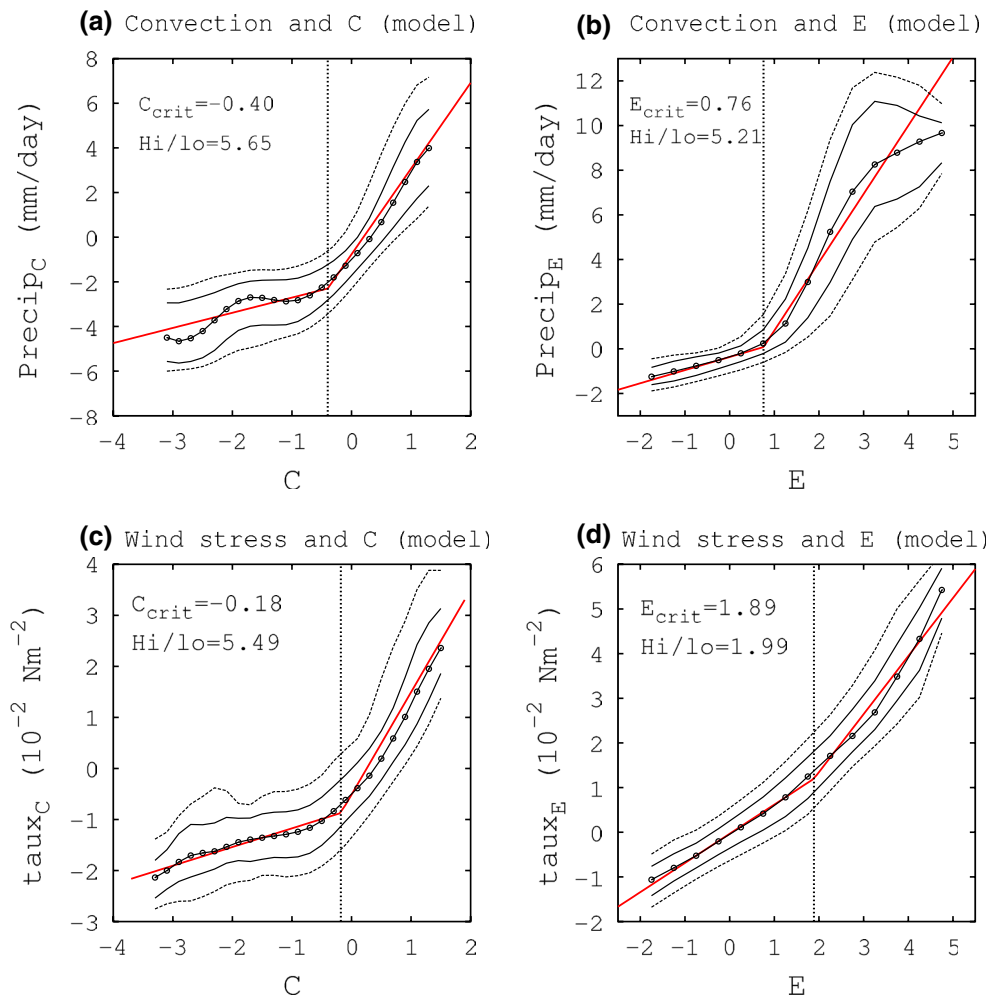 (a) Convection and C (model)
Precip_C (mm/day)
8
6
4
2
0
−2
−4
−6
−8
C_crit=−0.40
Hi/lo=5.65
−4 −3 −2 −1 0 1 2
C
(b) Convection and E (model)
Precip_E (mm/day)
12
10
8
6
4
2
0
−2
E_crit=0.76
Hi/lo=5.21
−2 −1 0 1 2 3 4 5
E
(c) Wind stress and C (model)
taux_C (10^−2 Nm^−2)
4
3
2
1
0
−1
−2
−3
C_crit=−0.18
Hi/lo=5.49
−4 −3 −2 −1 0 1 2
C
(d) Wind stress and E (model)
taux_E (10^−2 Nm^−2)
6
5
4
3
2
1
0
−1
−2
E_crit=1.89
Hi/lo=1.99
−2 −1 0 1 2 3 4 5
E